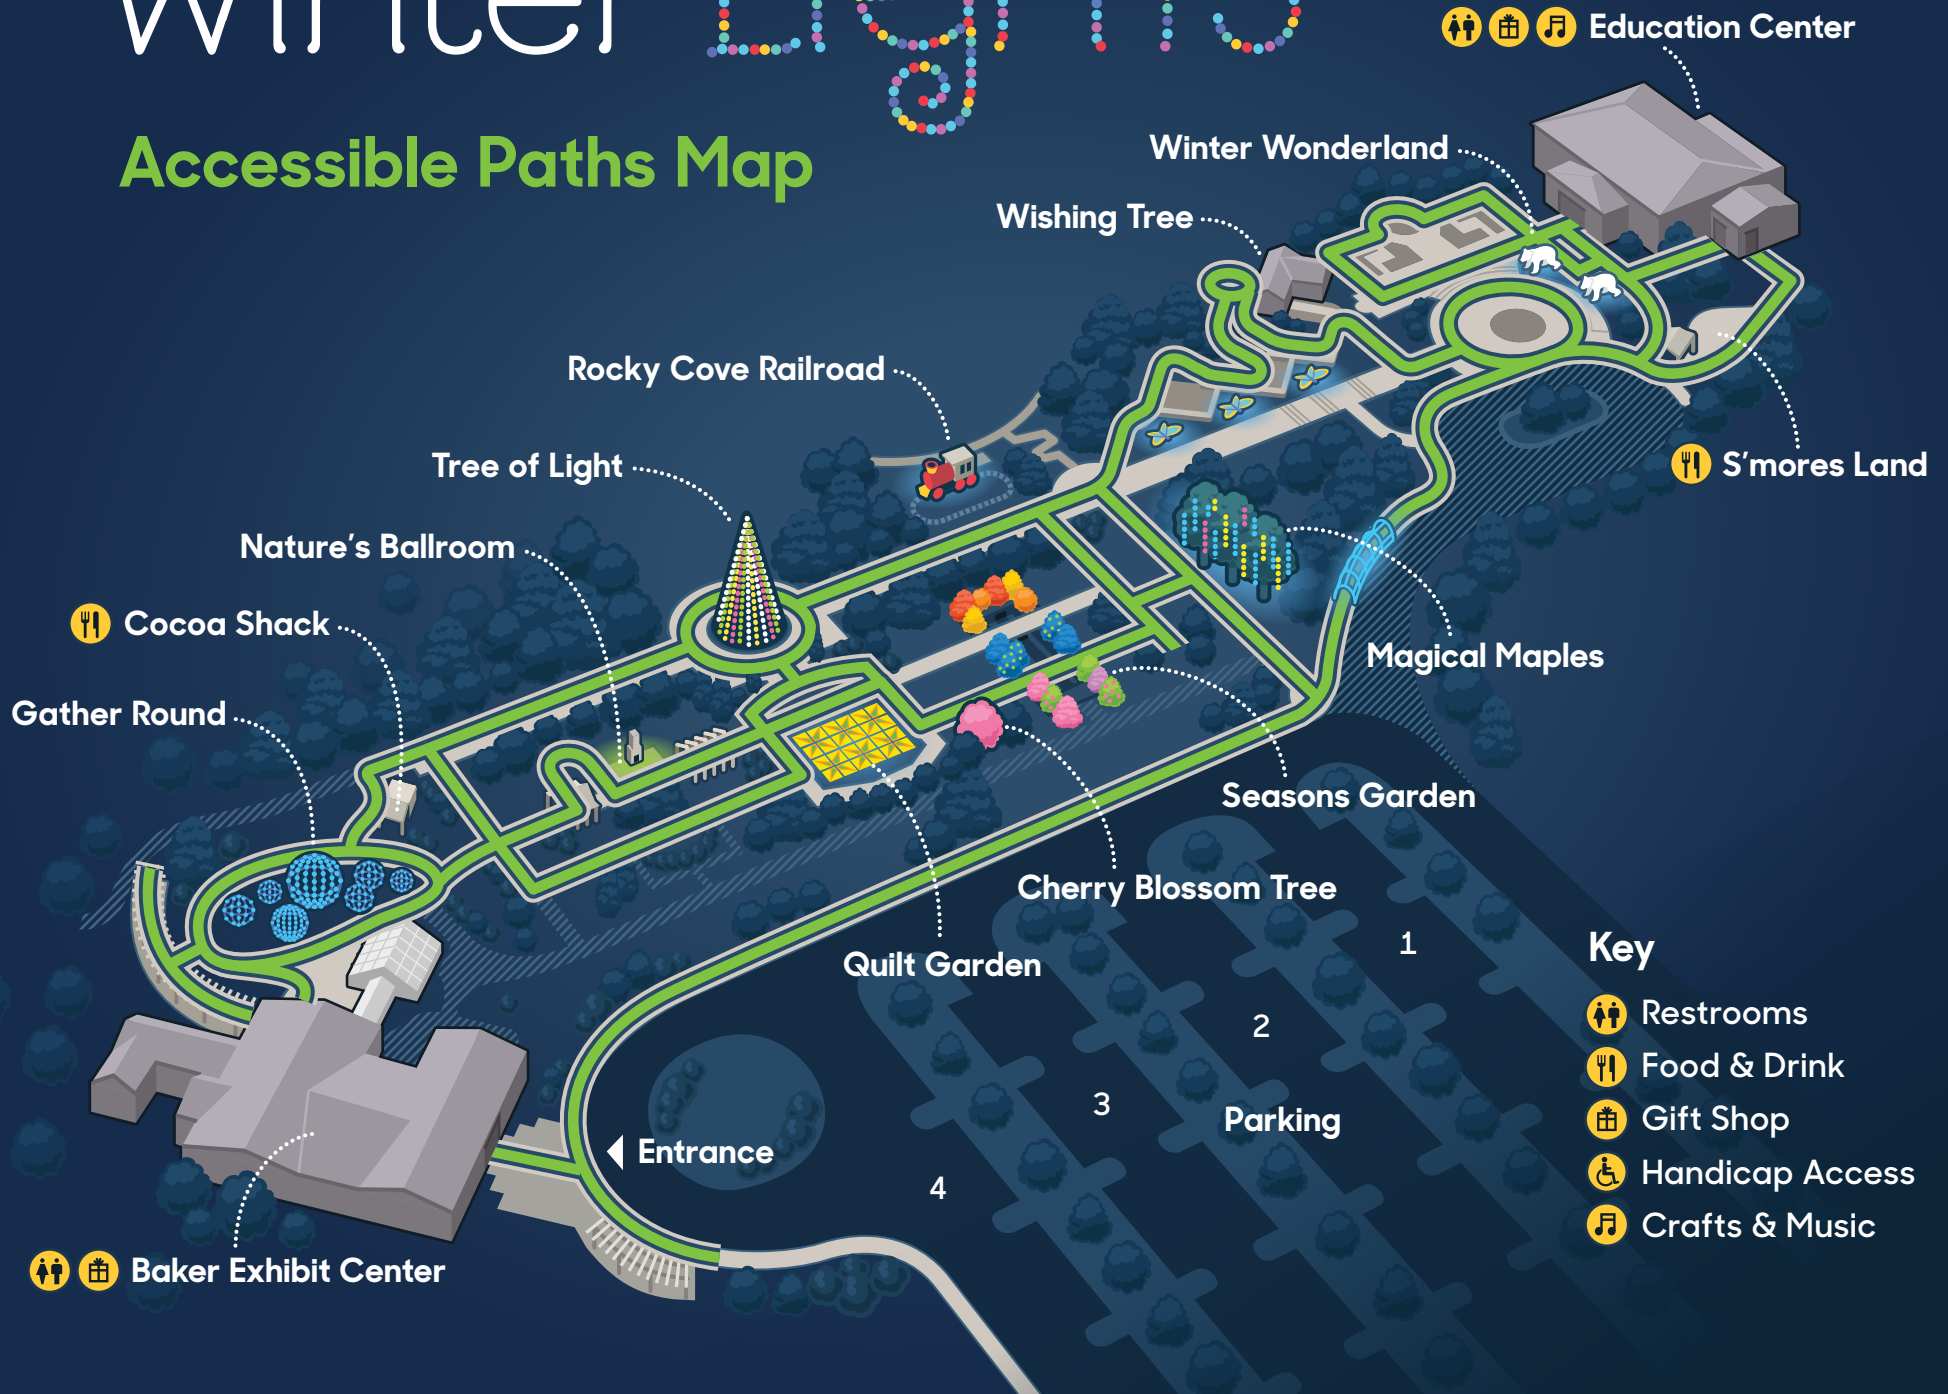 Winter Lights
Accessible Paths Map
Education Center
Winter Wonderland
Wishing Tree
Rocky Cove Railroad
Tree of Light
S'mores Land
Nature's Ballroom
Cocoa Shack
Magical Maples
Gather Round
Seasons Garden
Cherry Blossom Tree
Quilt Garden
1
2
3
4
Parking
Entrance
Baker Exhibit Center
Key
Restrooms
Food & Drink
Gift Shop
Handicap Access
Crafts & Music